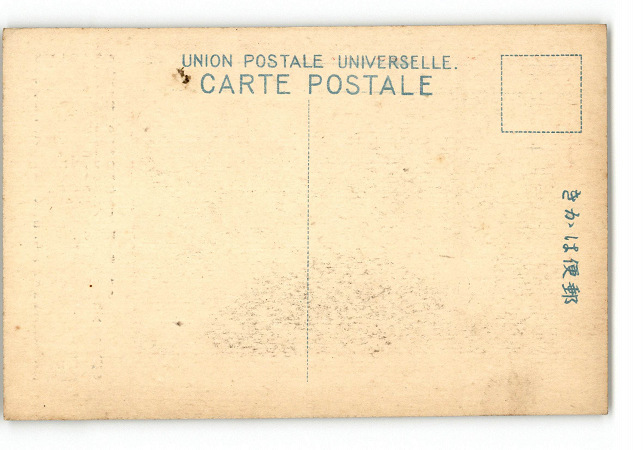 UNION POSTALE UNIVERSELLE.
CARTE POSTALE
きかは便郵